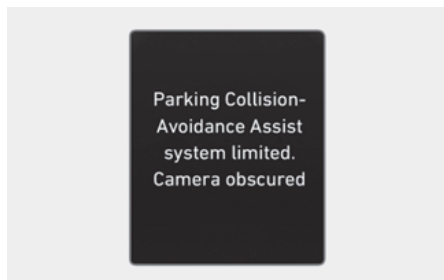 Parking Collision-
Avoidance Assist
system limited.
Camera obscured